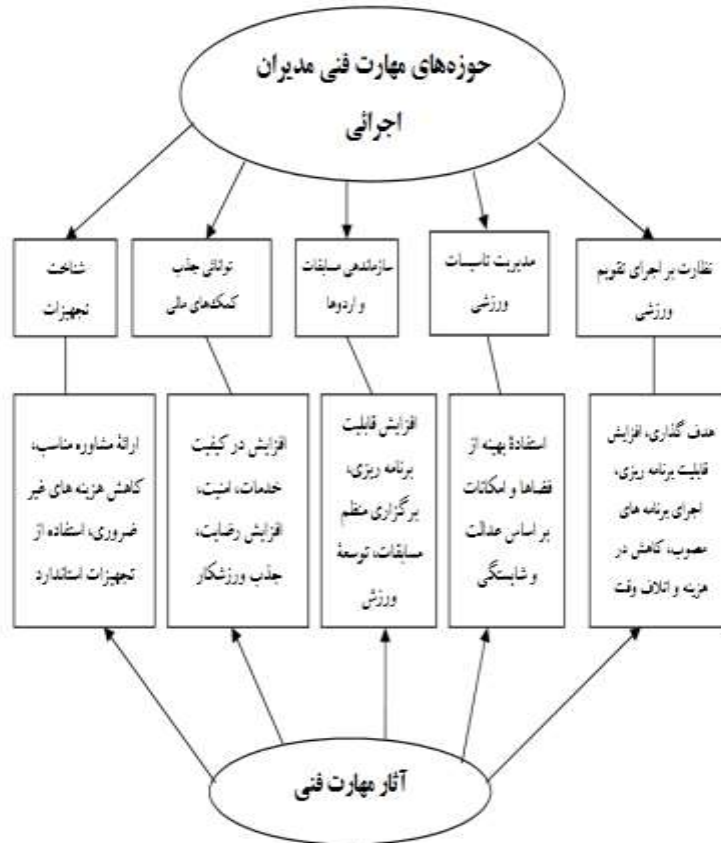 حوزه‌های مهارت فنی مدیران
اجرائی
نظارت بر اجرای تقویم
ورزشی
مدیریت تاسیسات
ورزشی
سازماندهی مسابقات
و اردوها
توانائی جذب
کمک‌های مالی
شناخت
تجهیزات
هدف گذاری، افزایش
قابلیت برنامه ریزی،
اجرای برنامه های
مصوب، کاهش در
هزینه و اتلاف وقت
استفادهٔ بهینه از
فضاها و امکانات
بر اساس عدالت
و شایستگی
افزایش قابلیت
برنامه ریزی،
برگزاری منظم
مسابقات، توسعهٔ
ورزش
افزایش در کیفیت
خدمات، امنیت،
افزایش رضایت،
جذب ورزشکار
ارائهٔ مشاوره مناسب،
کاهش هزینه های غیر
ضروری، استفاده از
تجهیزات استاندارد
آثار مهارت فنی